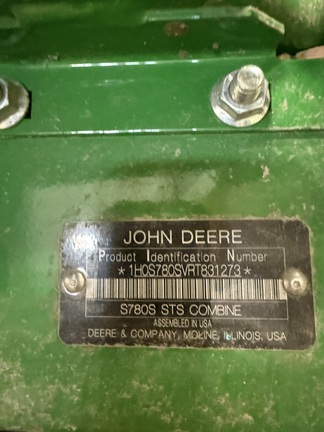 JOHN DEERE
Product Identification Number
*1H0S780SVRT831273*
S780S STS COMBINE
ASSEMBLED IN USA
DEERE & COMPANY, MOLINE, ILLINOIS, USA